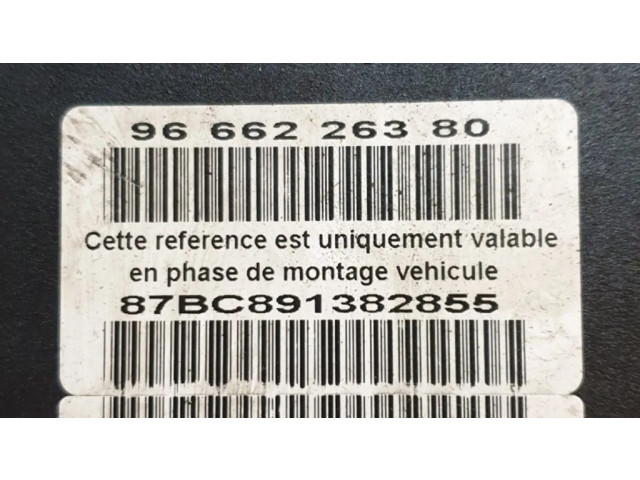 96 662 263 80
Cette reference est uniquement valable
en phase de montage vehicule
87BC891382855